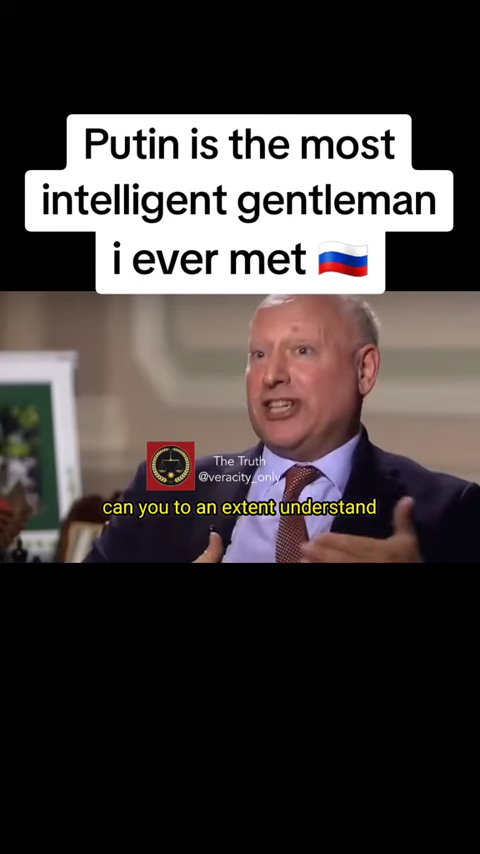 Putin is the most
intelligent gentleman
i ever met 🇷🇺
The Truth
@veracity_only
can you to an extent understand